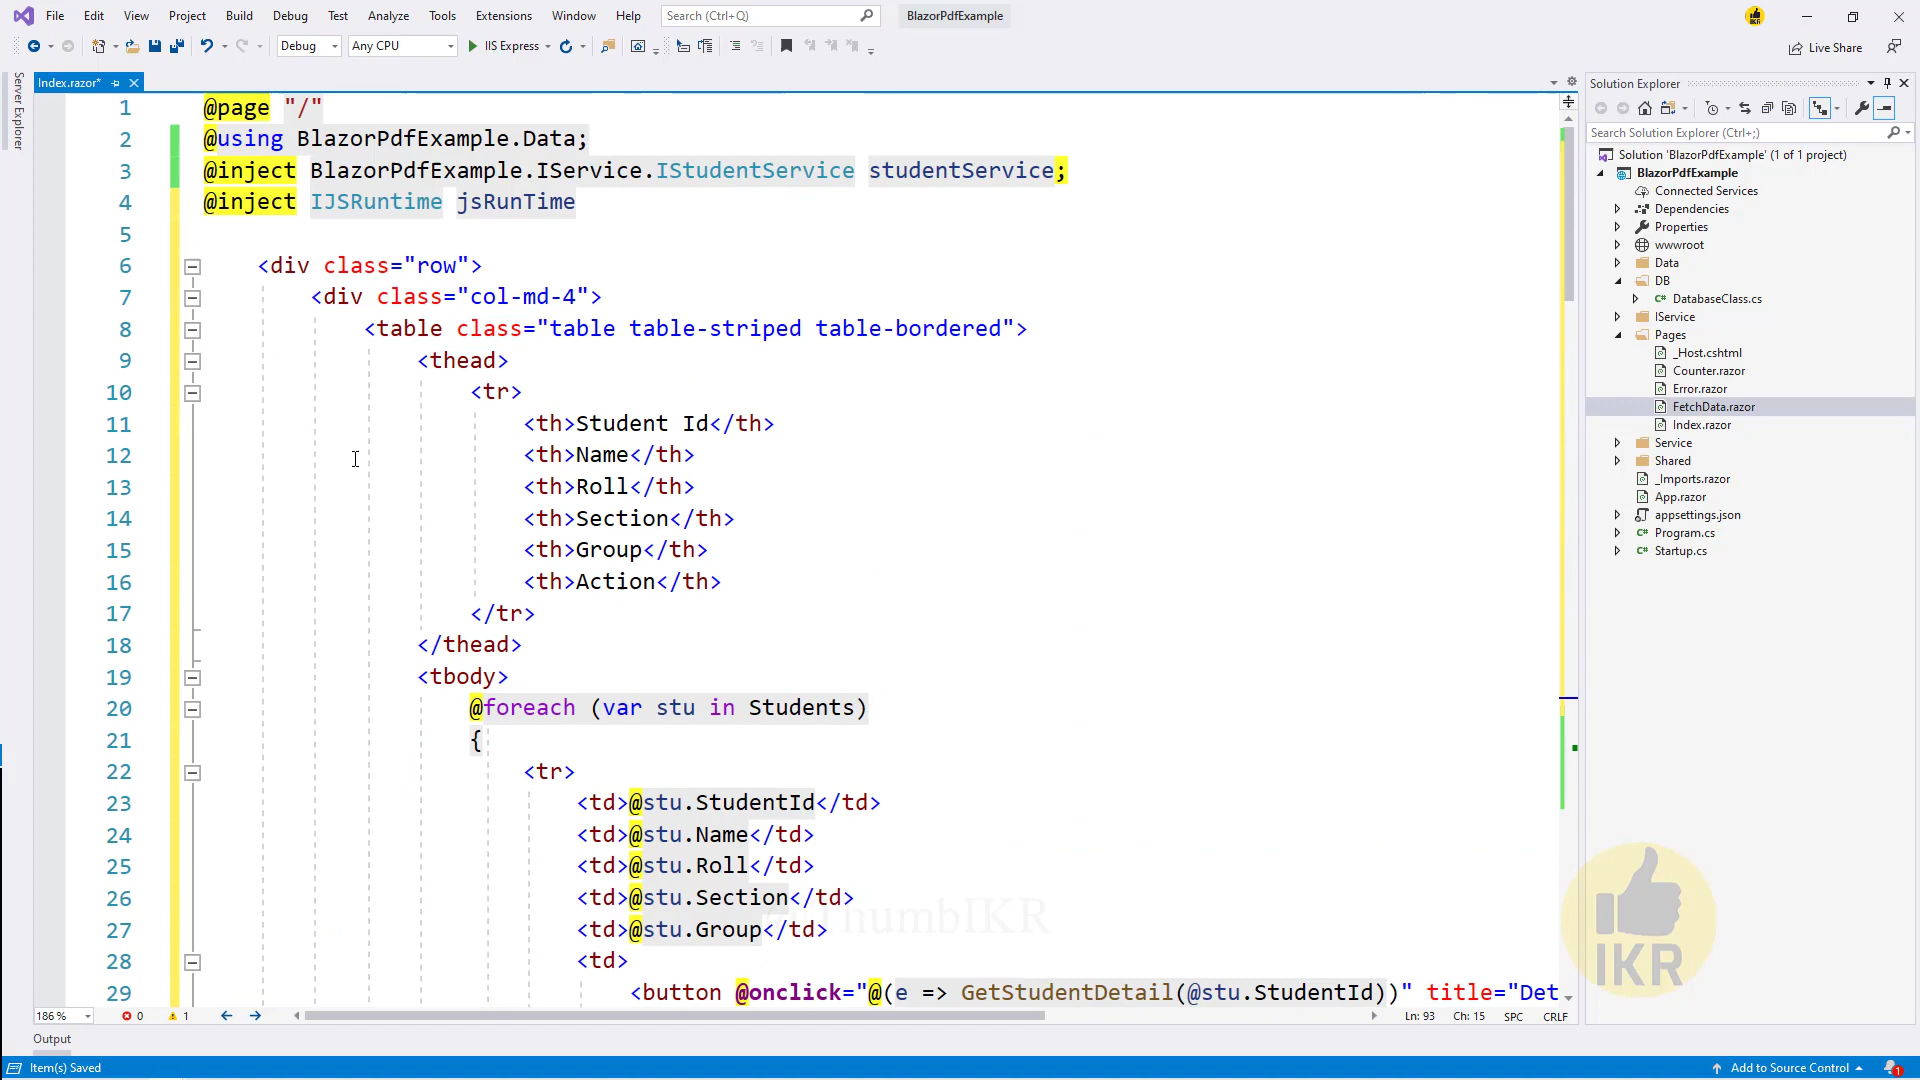 File Edit View Project Build Debug Test Analyze Tools Extensions Window Help Search (Ctrl+Q) BlazorPdfExample
Debug Any CPU IIS Express Live Share
Server Explorer
Index.razor*
1 @page "/"
2 @using BlazorPdfExample.Data;
3 @inject BlazorPdfExample.IService.IStudentService studentService;
4 @inject IJSRuntime jsRunTime
5
6 <div class="row">
7 <div class="col-md-4">
8 <table class="table table-striped table-bordered">
9 <thead>
10 <tr>
11 <th>Student Id</th>
12 <th>Name</th>
13 <th>Roll</th>
14 <th>Section</th>
15 <th>Group</th>
16 <th>Action</th>
17 </tr>
18 </thead>
19 <tbody>
20 @foreach (var stu in Students)
21 {
22 <tr>
23 <td>@stu.StudentId</td>
24 <td>@stu.Name</td>
25 <td>@stu.Roll</td>
26 <td>@stu.Section</td>
27 <td>@stu.Group</td>
28 <td>
29 <button @onclick="@(e => GetStudentDetail(@stu.StudentId))" title="Det
ThumbIKR
186 % 0 1 Ln: 93 Ch: 15 SPC CRLF
Output
Item(s) Saved
Add to Source Control 1
Solution Explorer
Search Solution Explorer (Ctrl+;)
Solution 'BlazorPdfExample' (1 of 1 project)
BlazorPdfExample
Connected Services
Dependencies
Properties
wwwroot
Data
DB
C# DatabaseClass.cs
IService
Pages
_Host.cshtml
Counter.razor
Error.razor
FetchData.razor
Index.razor
Service
Shared
_Imports.razor
App.razor
appsettings.json
C# Program.cs
C# Startup.cs
IKR